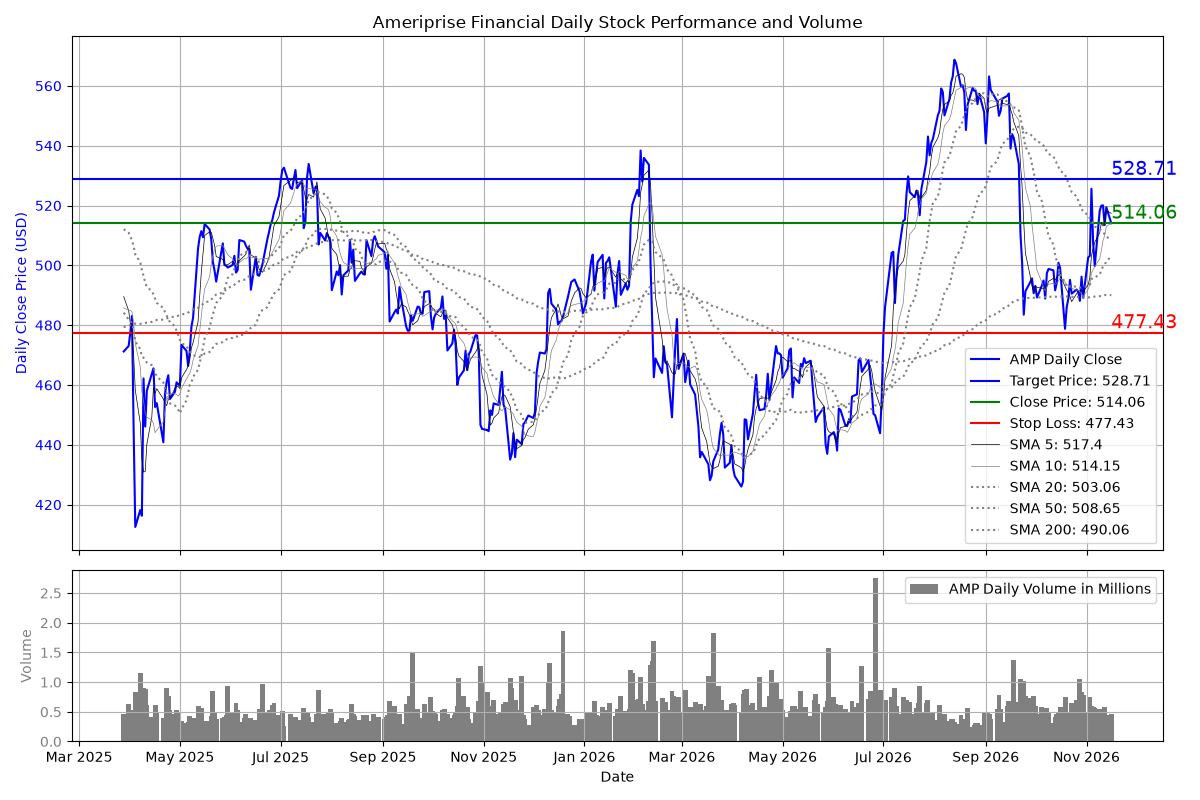 Ameriprise Financial Daily Stock Performance and Volume
Daily Close Price (USD)
560
540
520
500
480
460
440
420
528.71
514.06
477.43
AMP Daily Close
Target Price: 528.71
Close Price: 514.06
Stop Loss: 477.43
SMA 5: 517.4
SMA 10: 514.15
SMA 20: 503.06
SMA 50: 508.65
SMA 200: 490.06
Volume
2.5
2.0
1.5
1.0
0.5
0.0
AMP Daily Volume in Millions
Mar 2025 May 2025 Jul 2025 Sep 2025 Nov 2025 Jan 2026 Mar 2026 May 2026 Jul 2026 Sep 2026 Nov 2026
Date